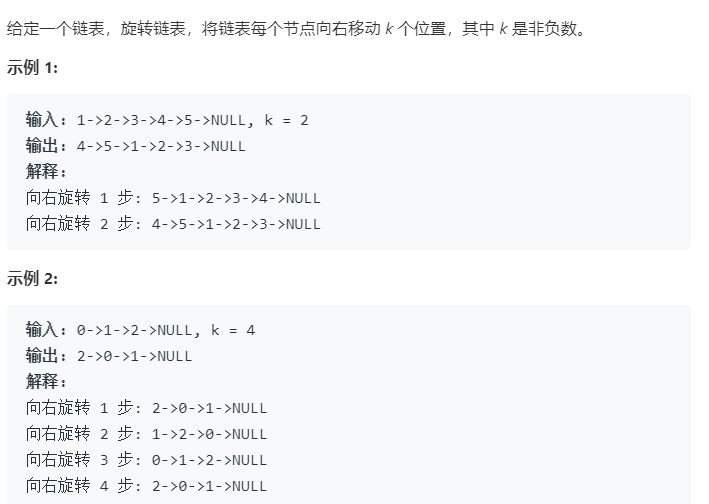 给定一个链表，旋转链表，将链表每个节点向右移动 k 个位置，其中 k 是非负数。
示例 1:
输入: 1->2->3->4->5->NULL, k = 2
输出: 4->5->1->2->3->NULL
解释:
向右旋转 1 步: 5->1->2->3->4->NULL
向右旋转 2 步: 4->5->1->2->3->NULL
示例 2:
输入: 0->1->2->NULL, k = 4
输出: 2->0->1->NULL
解释:
向右旋转 1 步: 2->0->1->NULL
向右旋转 2 步: 1->2->0->NULL
向右旋转 3 步: 0->1->2->NULL
向右旋转 4 步: 2->0->1->NULL